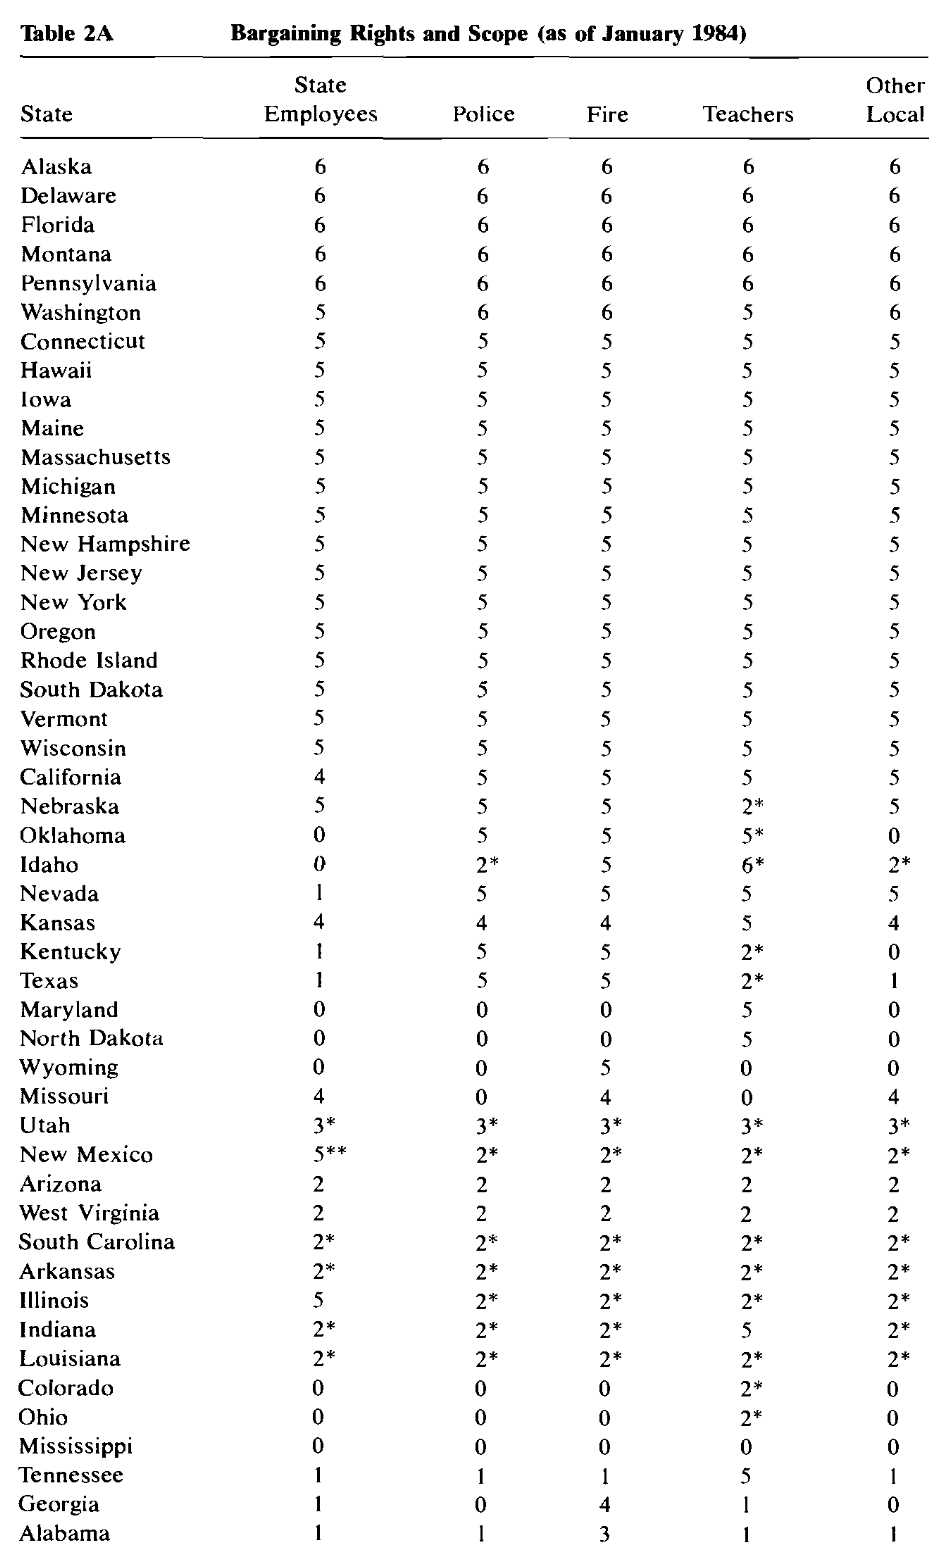 Table 2A Bargaining Rights and Scope (as of January 1984)
State Other
State Employees Police Fire Teachers Local
Alaska 6 6 6 6 6
Delaware 6 6 6 6 6
Florida 6 6 6 6 6
Montana 6 6 6 6 6
Pennsylvania 6 6 6 6 6
Washington 5 6 6 5 6
Connecticut 5 5 5 5 5
Hawaii 5 5 5 5 5
Iowa 5 5 5 5 5
Maine 5 5 5 5 5
Massachusetts 5 5 5 5 5
Michigan 5 5 5 5 5
Minnesota 5 5 5 5 5
New Hampshire 5 5 5 5 5
New Jersey 5 5 5 5 5
New York 5 5 5 5 5
Oregon 5 5 5 5 5
Rhode Island 5 5 5 5 5
South Dakota 5 5 5 5 5
Vermont 5 5 5 5 5
Wisconsin 5 5 5 5 5
California 4 5 5 5 5
Nebraska 5 5 5 2* 5
Oklahoma 0 5 5 5* 0
Idaho 0 2* 5 6* 2*
Nevada 1 5 5 5 5
Kansas 4 4 4 5 4
Kentucky 1 5 5 2* 0
Texas 1 5 5 2* 1
Maryland 0 0 0 5 0
North Dakota 0 0 0 5 0
Wyoming 0 0 5 0 0
Missouri 4 0 4 0 4
Utah 3* 3* 3* 3* 3*
New Mexico 5** 2* 2* 2* 2*
Arizona 2 2 2 2 2
West Virginia 2 2 2 2 2
South Carolina 2* 2* 2* 2* 2*
Arkansas 2* 2* 2* 2* 2*
Illinois 5 2* 2* 2* 2*
Indiana 2* 2* 2* 5 2*
Louisiana 2* 2* 2* 2* 2*
Colorado 0 0 0 2* 0
Ohio 0 0 0 2* 0
Mississippi 0 0 0 0 0
Tennessee 1 1 1 5 1
Georgia 1 0 4 1 0
Alabama 1 1 3 1 1